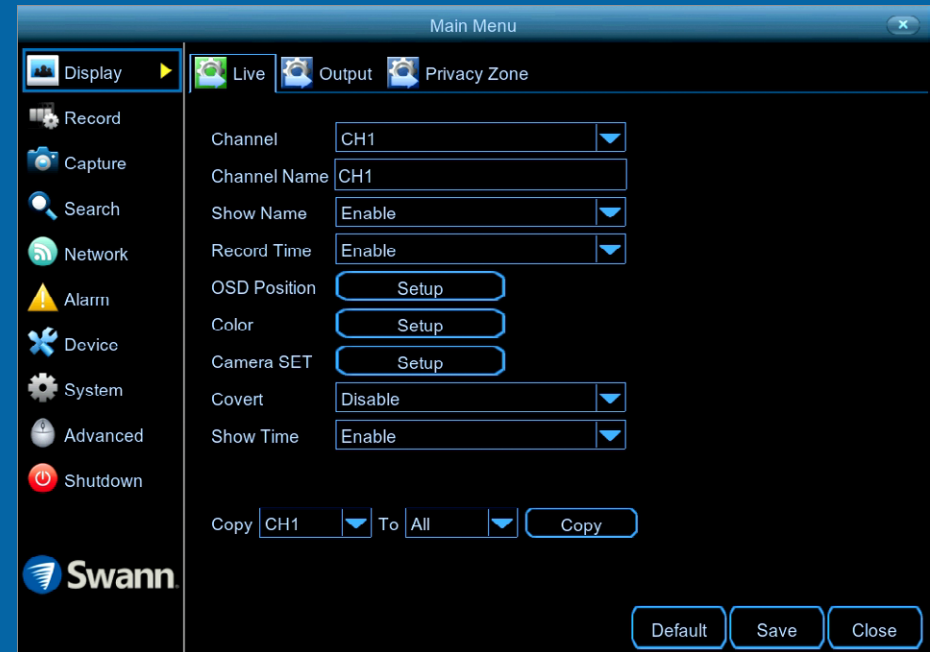 Main Menu
Display
Record
Capture
Search
Network
Alarm
Device
System
Advanced
Shutdown
Swann
Live Output Privacy Zone
Channel CH1
Channel Name CH1
Show Name Enable
Record Time Enable
OSD Position Setup
Color Setup
Camera SET Setup
Covert Disable
Show Time Enable
Copy CH1 To All Copy
Default Save Close